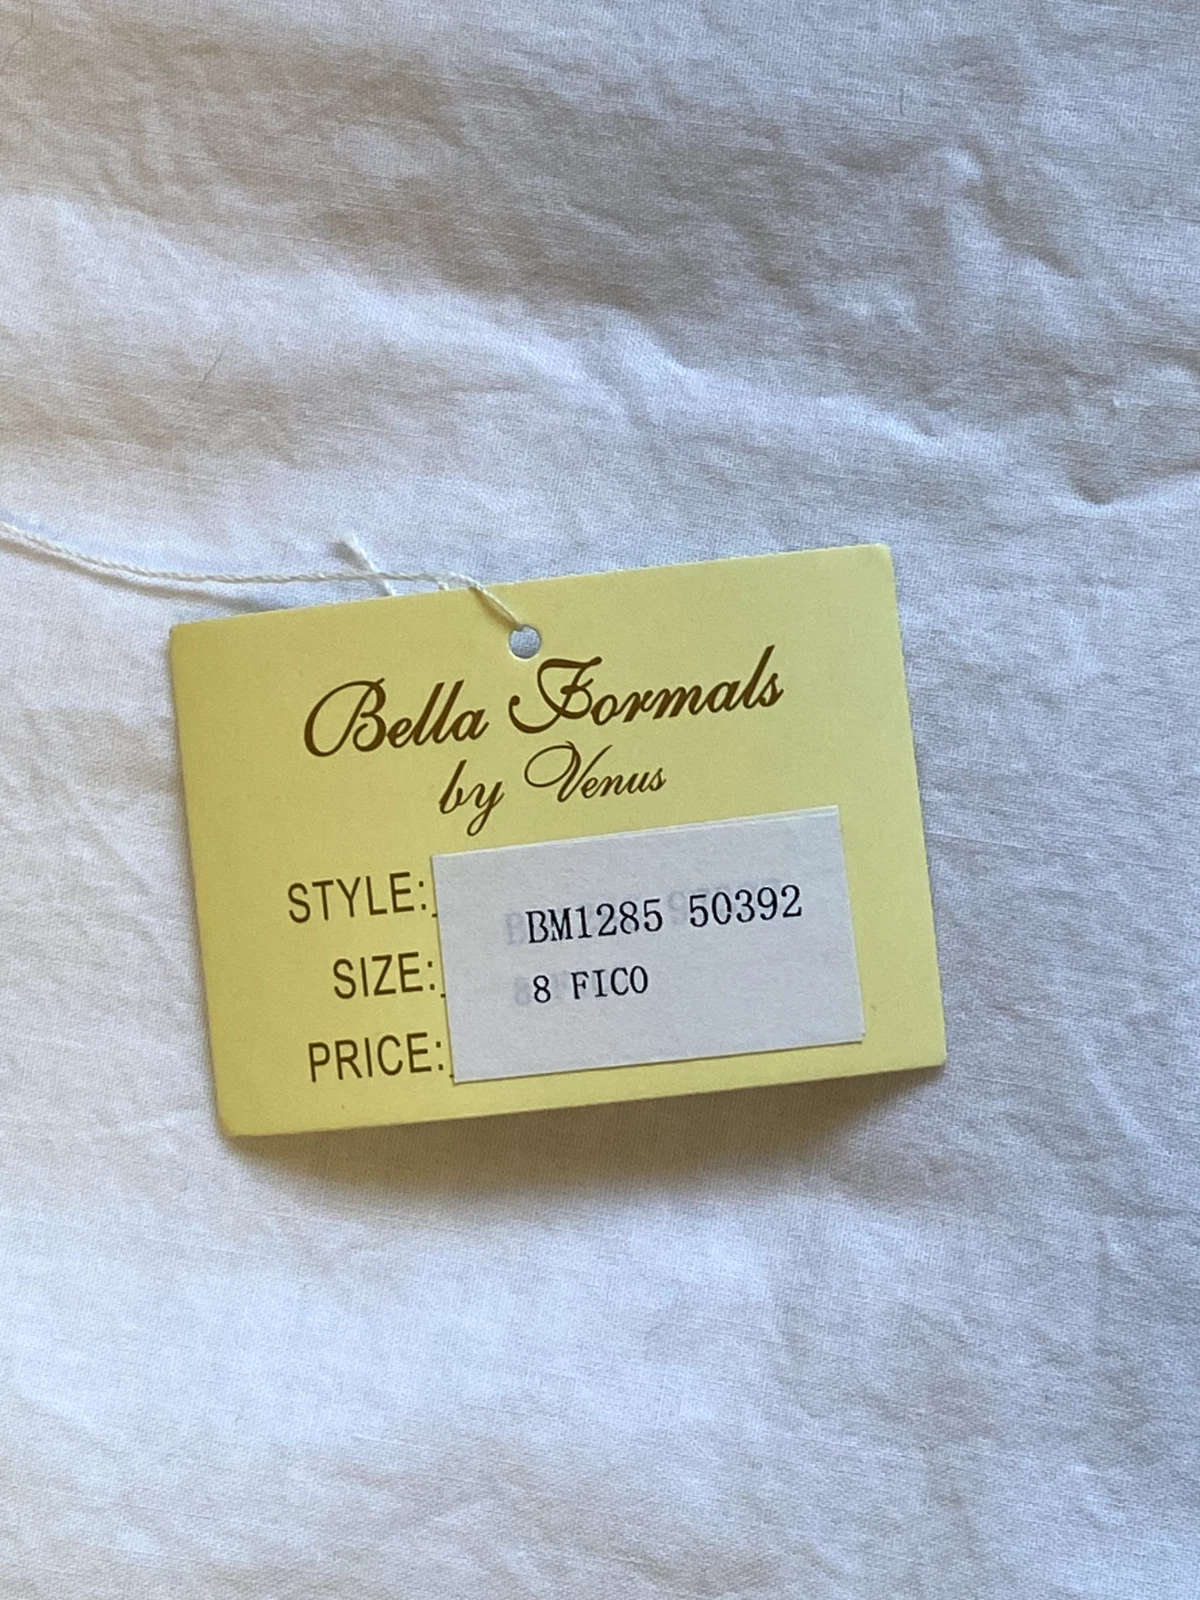 Bella Formals
by Venus
STYLE: BM1285 50392
SIZE: 8 FICO
PRICE: